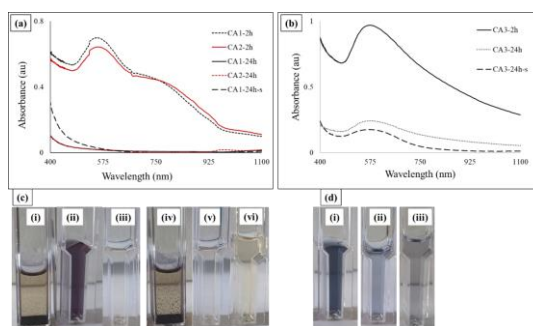 (a)
0.8
0.4
0
Absorbance (au)
400 575 750 925 1100
Wavelength (nm)
CA1-2h
CA2-2h
CA1-24h
CA2-24h
CA1-24h-s
(b)
1
0.5
0
Absorbance (au)
400 575 750 925 1100
Wavelength (nm)
CA3-2h
CA3-24h
CA3-24h-s
(c)
(i) (ii) (iii) (iv) (v) (vi)
(d)
(i) (ii) (iii)